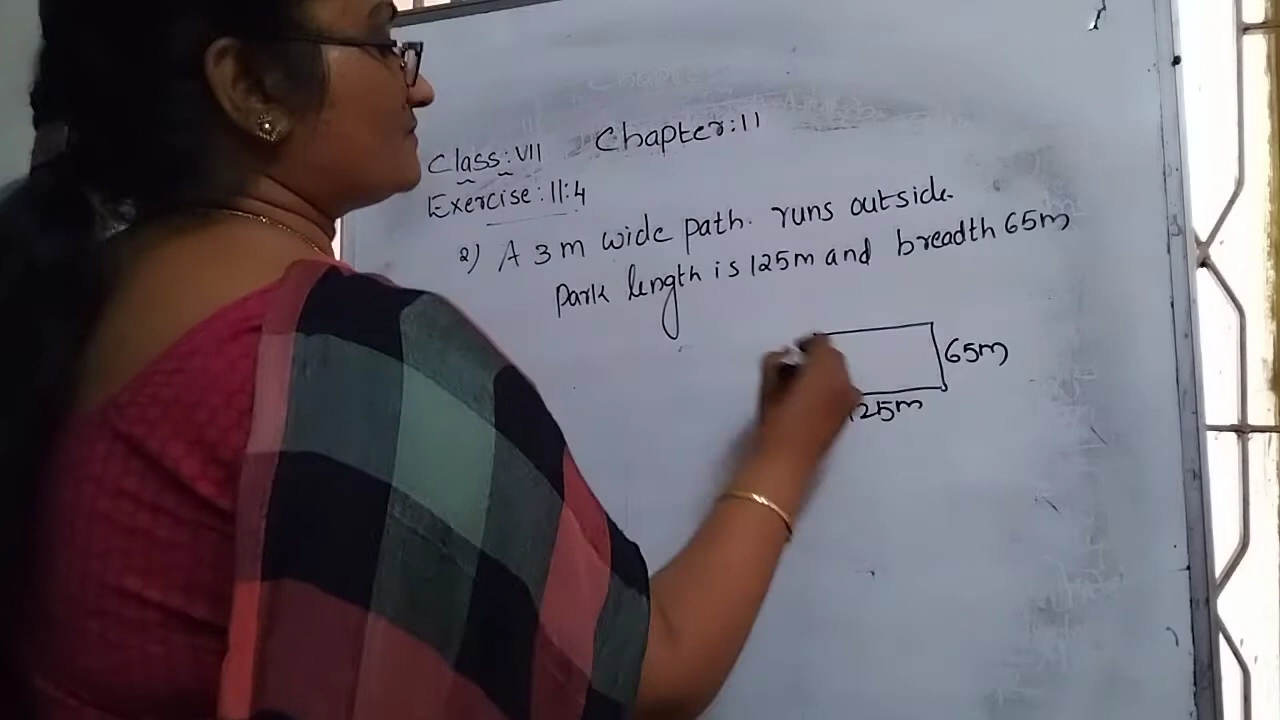 Chapter:11
Class:VII
Exercise:11:4
2) A 3m wide path. runs outside.
Park length is 125m and breadth 65m
65m
125m